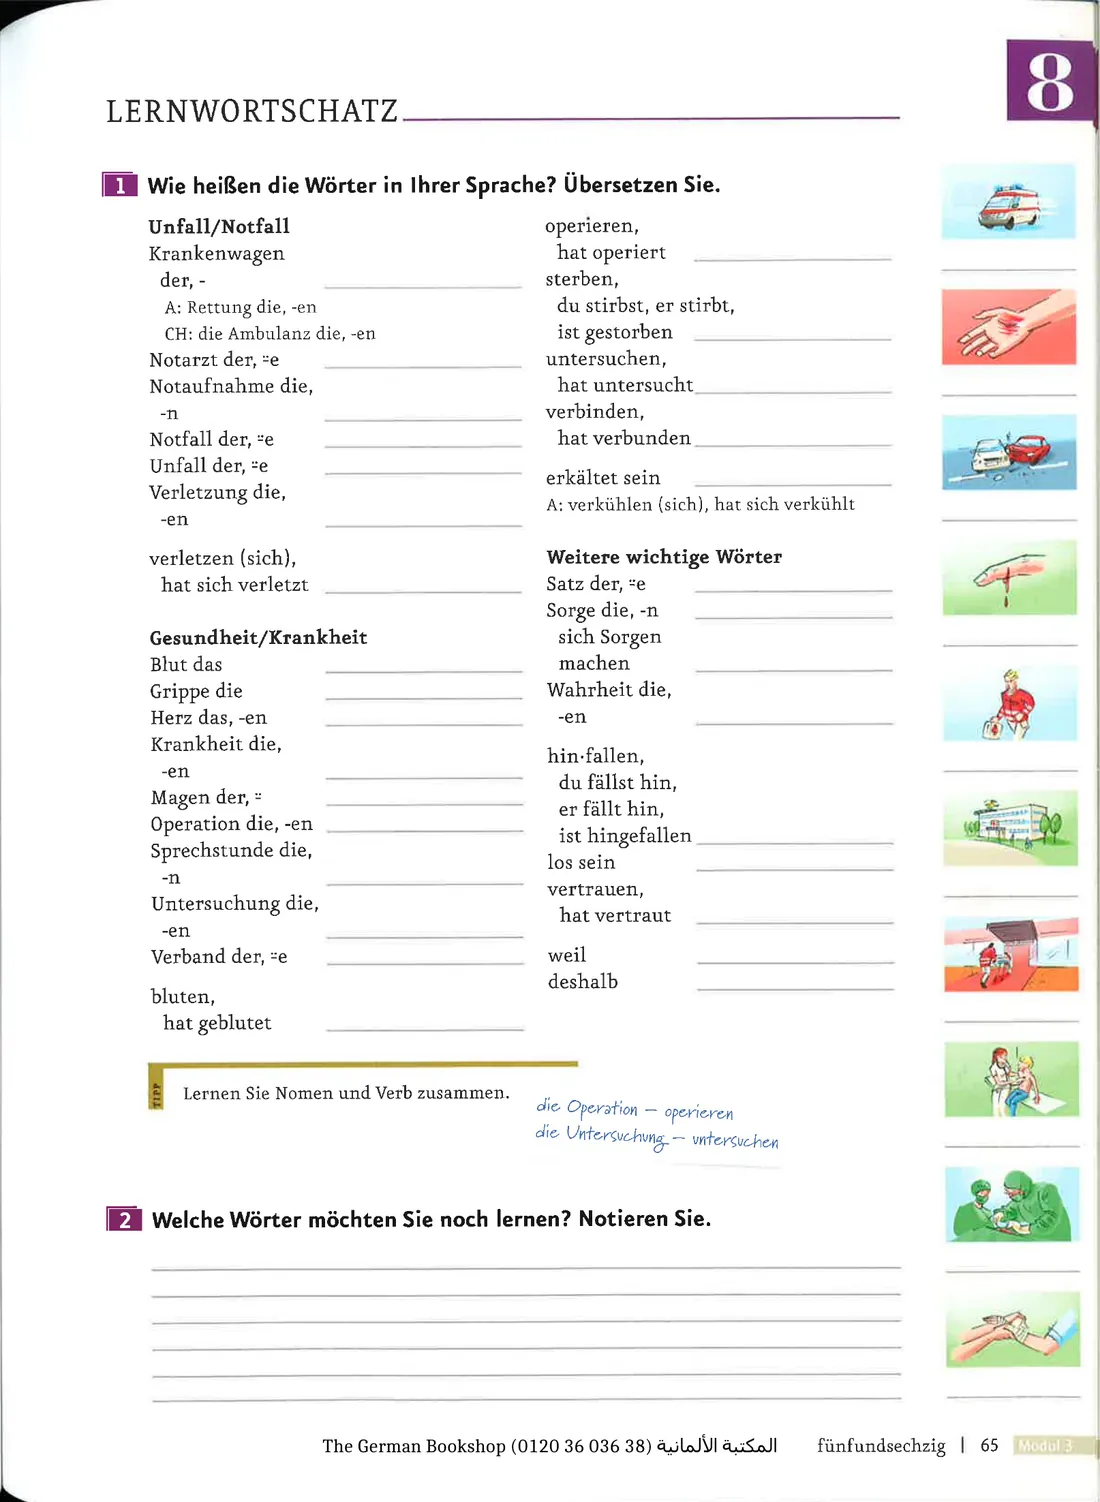 8
LERNWORTSCHATZ
1 Wie heißen die Wörter in Ihrer Sprache? Übersetzen Sie.
Unfall/Notfall
Krankenwagen
der, -
A: Rettung die, -en
CH: die Ambulanz die, -en
Notarzt der, ¨-e
Notaufnahme die,
-n
Notfall der, ¨-e
Unfall der, ¨-e
Verletzung die,
-en
verletzen (sich),
hat sich verletzt
Gesundheit/Krankheit
Blut das
Grippe die
Herz das, -en
Krankheit die,
-en
Magen der, ¨-
Operation die, -en
Sprechstunde die,
-n
Untersuchung die,
-en
Verband der, ¨-e
bluten,
hat geblutet
operieren,
hat operiert
sterben,
du stirbst, er stirbt,
ist gestorben
untersuchen,
hat untersucht
verbinden,
hat verbunden
erkältet sein
A: verkühlen (sich), hat sich verkühlt
Weitere wichtige Wörter
Satz der, ¨-e
Sorge die, -n
sich Sorgen
machen
Wahrheit die,
-en
hin·fallen,
du fällst hin,
er fällt hin,
ist hingefallen
los sein
vertrauen,
hat vertraut
weil
deshalb
TIPP
Lernen Sie Nomen und Verb zusammen.
die Operation – operieren
die Untersuchung – untersuchen
2 Welche Wörter möchten Sie noch lernen? Notieren Sie.
The German Bookshop (0120 36 036 38) المكتبة الألمانية
fünfundsechzig | 65 Modul 3